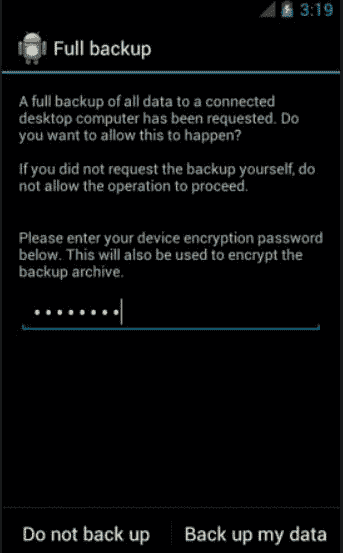 3:19
Full backup
A full backup of all data to a connected
desktop computer has been requested. Do
you want to allow this to happen?
If you did not request the backup yourself, do
not allow the operation to proceed.
Please enter your device encryption password
below. This will also be used to encrypt the
backup archive.
••••••••
Do not back up
Back up my data